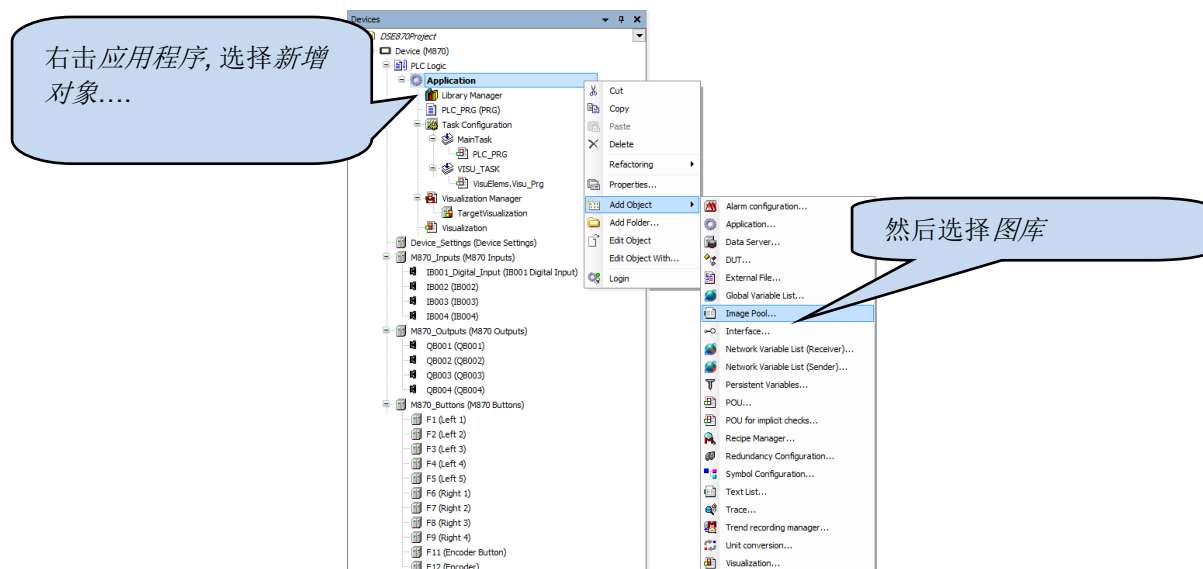 Devices
DSE870Project
Device (M870)
PLC Logic
Application
Library Manager
PLC_PRG (PRG)
Task Configuration
MainTask
PLC_PRG
VISU_TASK
VisuElems.Visu_Prg
Visualization Manager
TargetVisualization
Visualization
Device_Settings (Device Settings)
M870_Inputs (M870 Inputs)
IB001_Digital_Input (IB001 Digital Input)
IB002 (IB002)
IB003 (IB003)
IB004 (IB004)
M870_Outputs (M870 Outputs)
QB001 (QB001)
QB002 (QB002)
QB003 (QB003)
QB004 (QB004)
M870_Buttons (M870 Buttons)
F1 (Left 1)
F2 (Left 2)
F3 (Left 3)
F4 (Left 4)
F5 (Left 5)
F6 (Right 1)
F7 (Right 2)
F8 (Right 3)
F9 (Right 4)
F11 (Encoder Button)
F12 (Encoder)
右击应用程序, 选择新增
对象....
Cut
Copy
Paste
Delete
Refactoring
Properties...
Add Object
Add Folder...
Edit Object
Edit Object With...
Login
Alarm configuration...
Application...
Data Server...
DUT...
External File...
Global Variable List...
Image Pool...
Interface...
Network Variable List (Receiver)...
Network Variable List (Sender)...
Persistent Variables...
POU...
POU for implicit checks...
Recipe Manager...
Redundancy Configuration...
Symbol Configuration...
Text List...
Trace...
Trend recording manager...
Unit conversion...
Visualization...
然后选择图库